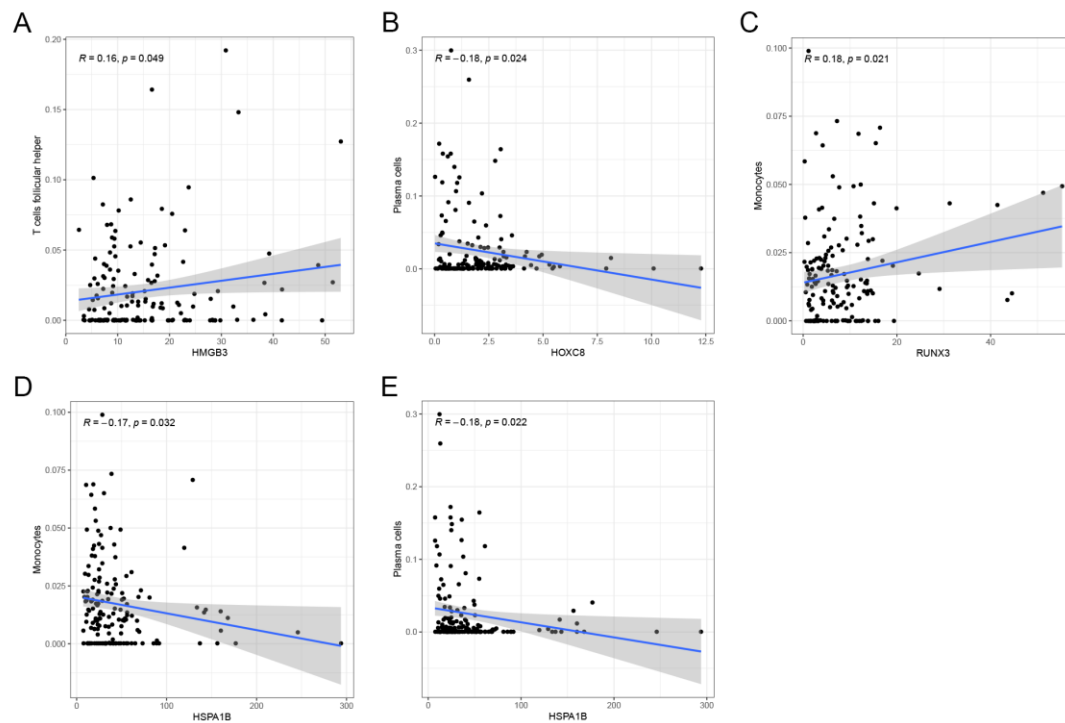 A
R = 0.16, p = 0.049
0.20
0.15
0.10
0.05
0.00
T cells follicular helper
0 10 20 30 40 50
HMGB3
B
R = −0.18, p = 0.024
0.3
0.2
0.1
0.0
Plasma cells
0.0 2.5 5.0 7.5 10.0 12.5
HOXC8
C
R = 0.18, p = 0.021
0.100
0.075
0.050
0.025
0.000
Monocytes
0 20 40
RUNX3
D
R = −0.17, p = 0.032
0.100
0.075
0.050
0.025
0.000
Monocytes
0 100 200 300
HSPA1B
E
R = −0.18, p = 0.022
0.3
0.2
0.1
0.0
Plasma cells
0 100 200 300
HSPA1B